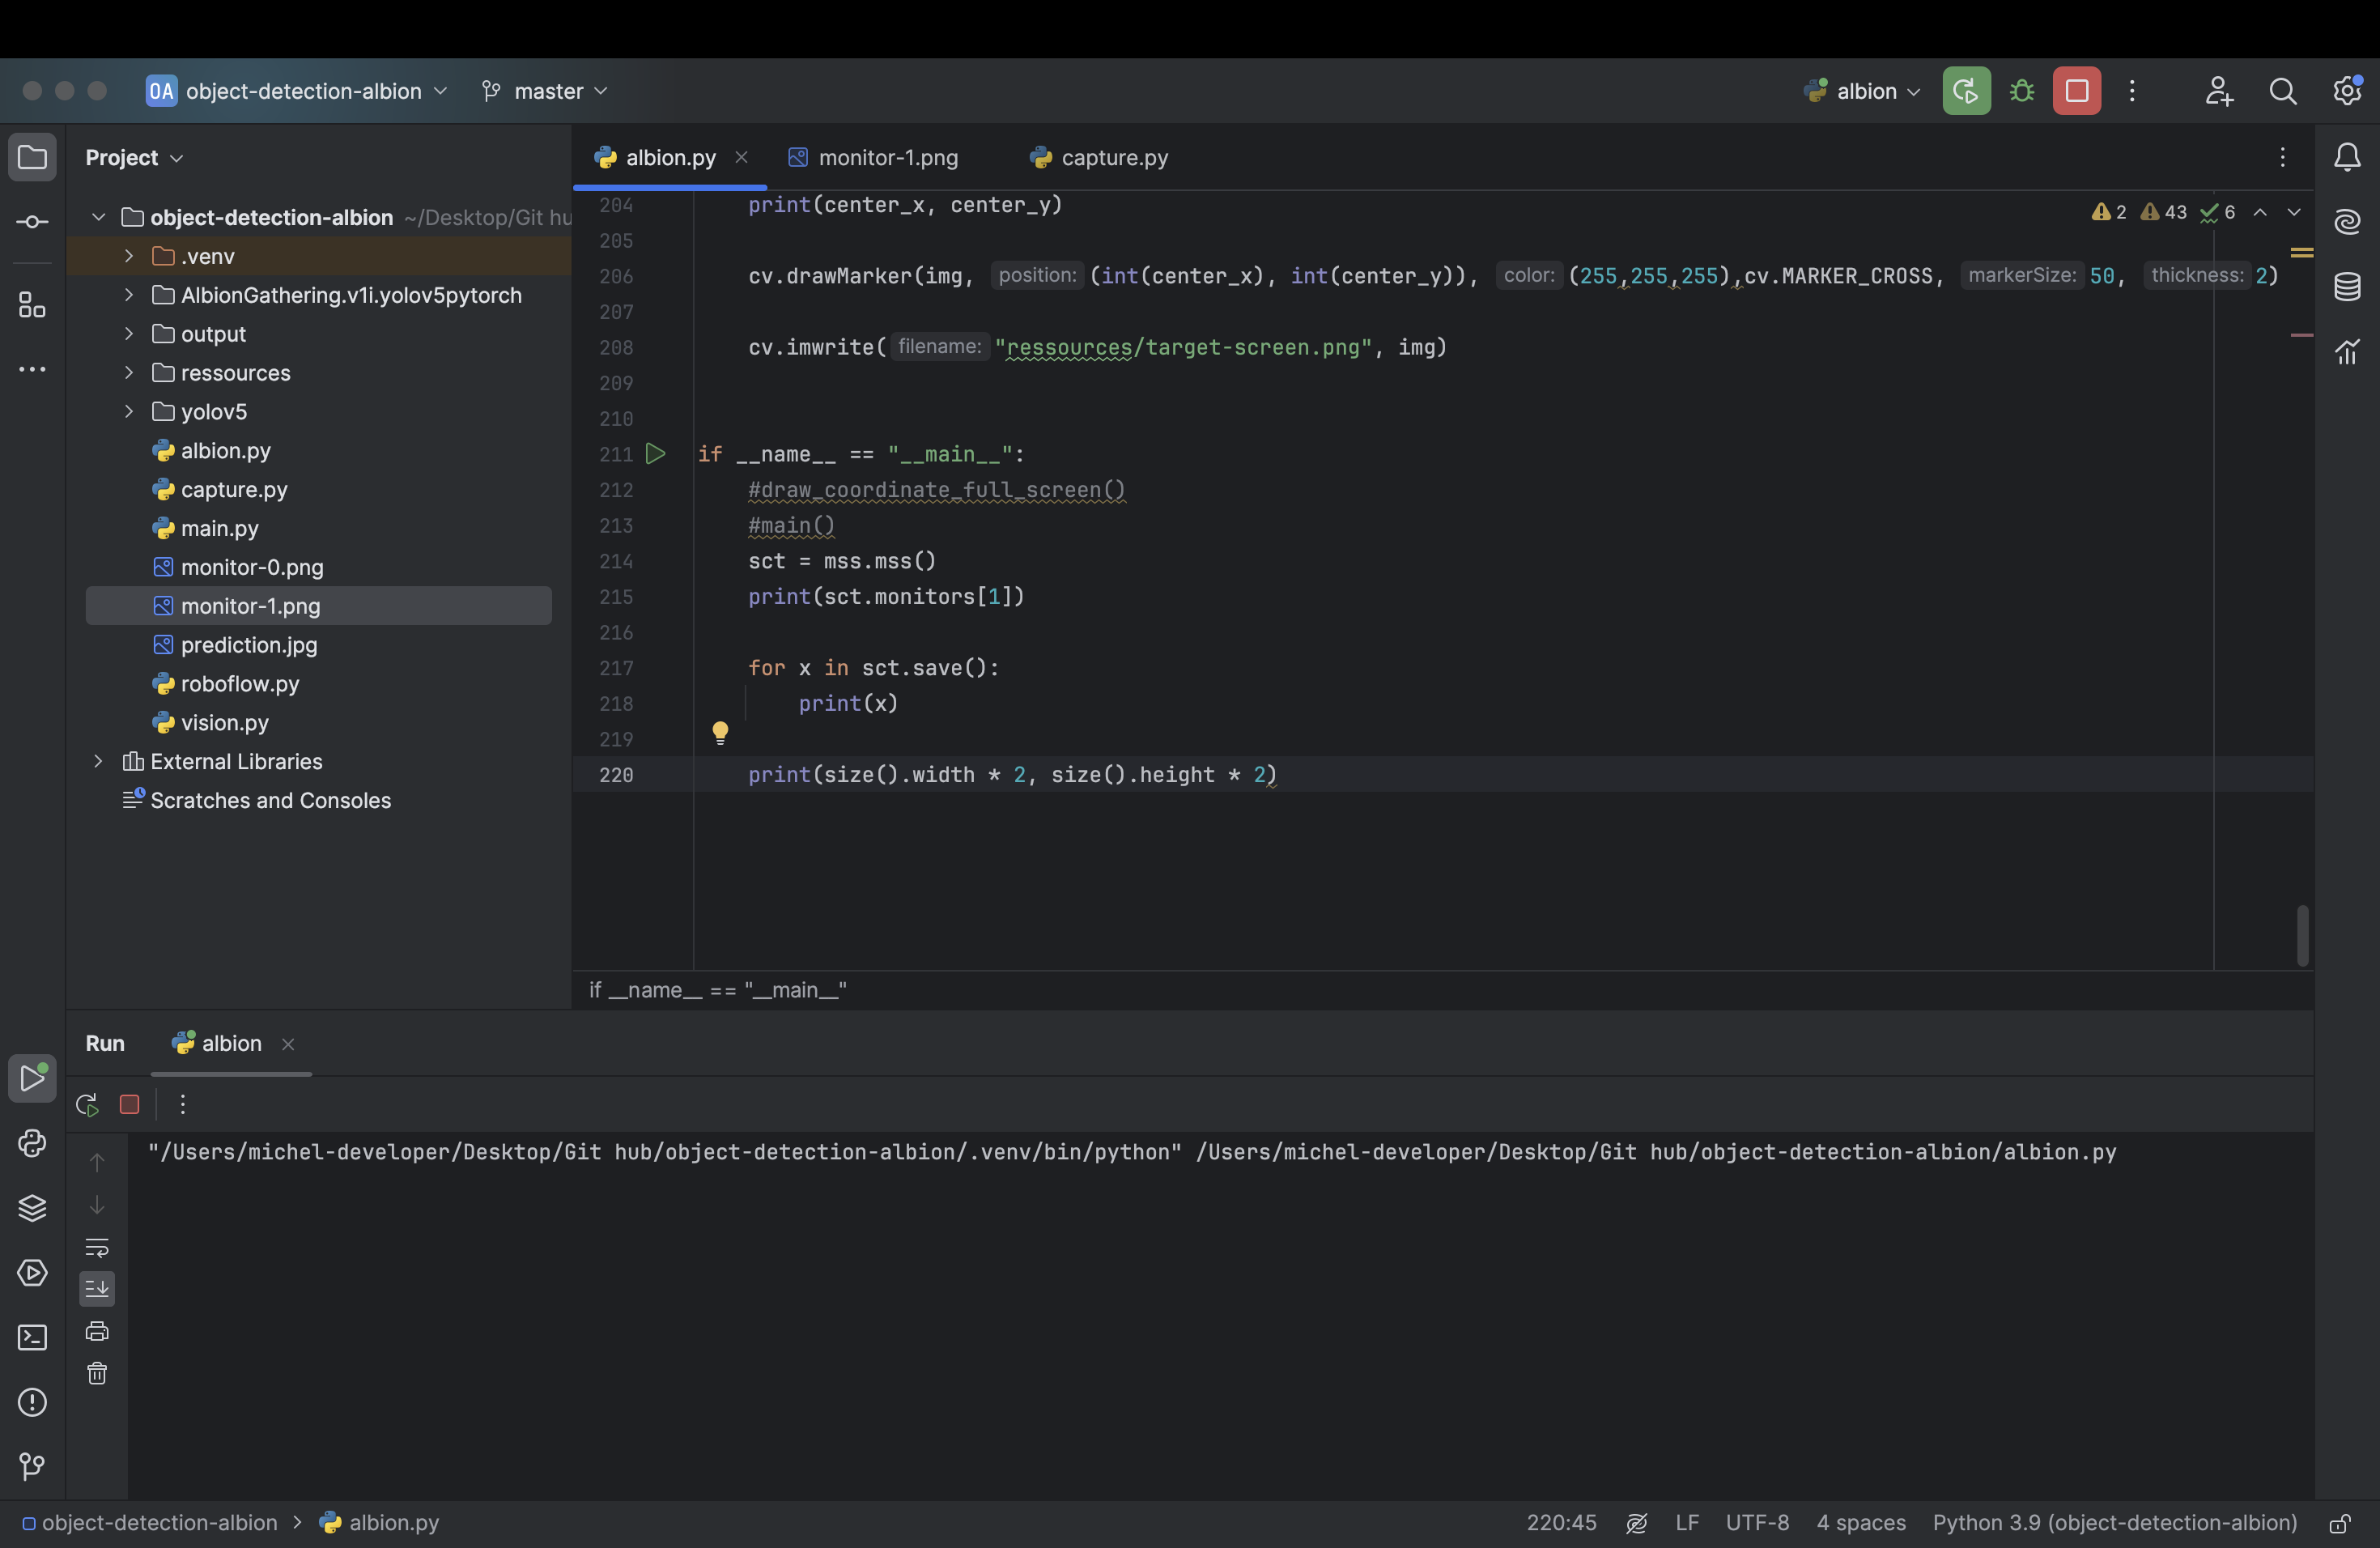 OA object-detection-albion master albion
Project
albion.py monitor-1.png capture.py
object-detection-albion ~/Desktop/Git hu
.venv
AlbionGathering.v1i.yolov5pytorch
output
ressources
yolov5
albion.py
capture.py
main.py
monitor-0.png
monitor-1.png
prediction.jpg
roboflow.py
vision.py
External Libraries
Scratches and Consoles
2 43 6
204 print(center_x, center_y)
205
206 cv.drawMarker(img, position: (int(center_x), int(center_y)), color: (255,255,255),cv.MARKER_CROSS, markerSize: 50, thickness: 2)
207
208 cv.imwrite( filename: "ressources/target-screen.png", img)
209
210
211 if __name__ == "__main__":
212 #draw_coordinate_full_screen()
213 #main()
214 sct = mss.mss()
215 print(sct.monitors[1])
216
217 for x in sct.save():
218 print(x)
219
220 print(size().width * 2, size().height * 2)
if __name__ == "__main__"
Run albion
"/Users/michel-developer/Desktop/Git hub/object-detection-albion/.venv/bin/python" /Users/michel-developer/Desktop/Git hub/object-detection-albion/albion.py
object-detection-albion > albion.py
220:45 LF UTF-8 4 spaces Python 3.9 (object-detection-albion)